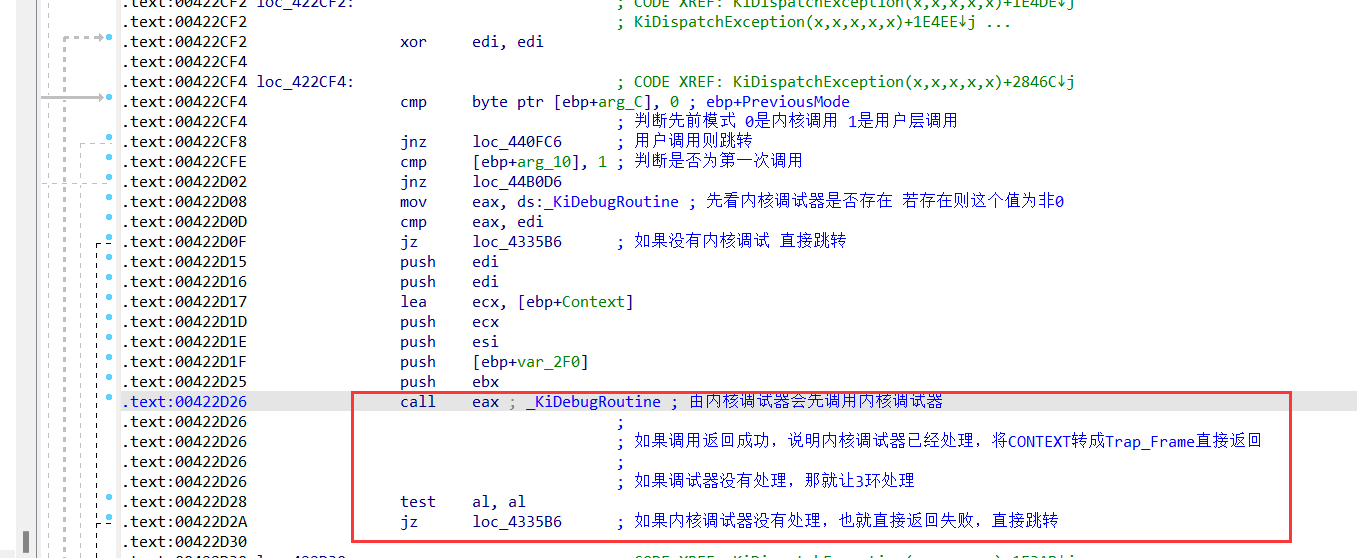 .text:00422CF2 loc_422CF2: ; CODE XREF: KiDispatchException(x,x,x,x,x)+1E4DE↓j
.text:00422CF2 ; KiDispatchException(x,x,x,x,x)+1E4EE↓j ...
.text:00422CF2 xor edi, edi
.text:00422CF4
.text:00422CF4 loc_422CF4: ; CODE XREF: KiDispatchException(x,x,x,x,x)+2846C↓j
.text:00422CF4 cmp byte ptr [ebp+arg_C], 0 ; ebp+PreviousMode
.text:00422CF4 ; 判断先前模式 0是内核调用 1是用户层调用
.text:00422CF8 jnz loc_440FC6 ; 用户调用则跳转
.text:00422CFE cmp [ebp+arg_10], 1 ; 判断是否为第一次调用
.text:00422D02 jnz loc_44B0D6
.text:00422D08 mov eax, ds:_KiDebugRoutine ; 先看内核调试器是否存在 若存在则这个值为非0
.text:00422D0D cmp eax, edi
.text:00422D0F jz loc_4335B6 ; 如果没有内核调试 直接跳转
.text:00422D15 push edi
.text:00422D16 push edi
.text:00422D17 lea ecx, [ebp+Context]
.text:00422D1D push ecx
.text:00422D1E push esi
.text:00422D1F push [ebp+var_2F0]
.text:00422D25 push ebx
.text:00422D26 call eax ; _KiDebugRoutine ; 由内核调试器会先调用内核调试器
.text:00422D26 ;
.text:00422D26 ; 如果调用返回成功，说明内核调试器已经处理，将CONTEXT转成Trap_Frame直接返回
.text:00422D26 ;
.text:00422D26 ; 如果调试器没有处理，那就让3环处理
.text:00422D28 test al, al
.text:00422D2A jz loc_4335B6 ; 如果内核调试器没有处理，也就直接返回失败，直接跳转
.text:00422D30